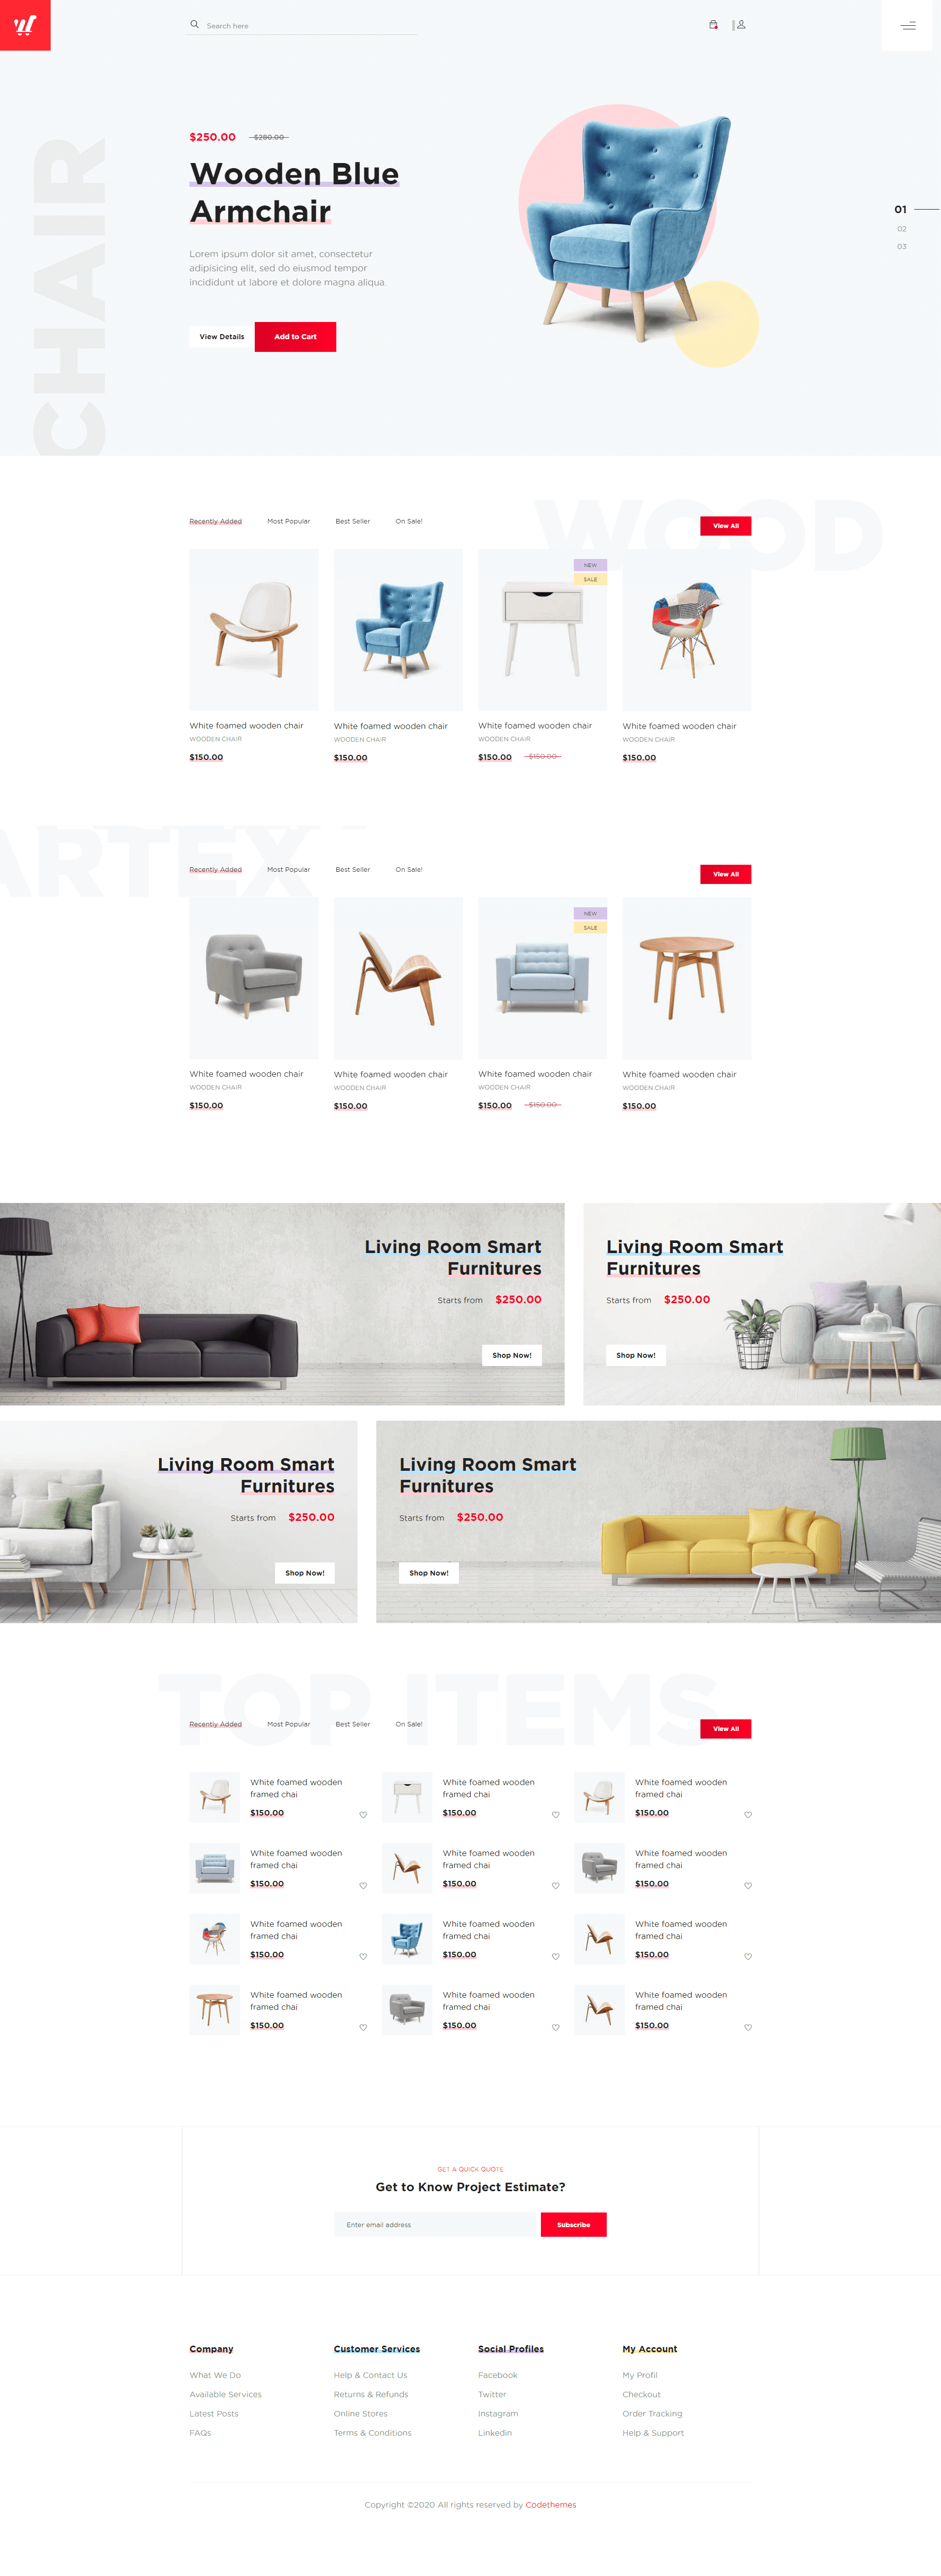 Search here
CHAIR
$250.00 $280.00
Wooden Blue
Armchair
Lorem ipsum dolor sit amet, consectetur
adipisicing elit, sed do eiusmod tempor
incididunt ut labore et dolore magna aliqua.
View Details Add to Cart
01
02
03
WOOD
Recently Added Most Popular Best Seller On Sale! View All
NEW
SALE
White foamed wooden chair White foamed wooden chair White foamed wooden chair White foamed wooden chair
WOODEN CHAIR WOODEN CHAIR WOODEN CHAIR WOODEN CHAIR
$150.00 $150.00 $150.00 $150.00 $150.00
ARTEX
Recently Added Most Popular Best Seller On Sale! View All
NEW
SALE
White foamed wooden chair White foamed wooden chair White foamed wooden chair White foamed wooden chair
WOODEN CHAIR WOODEN CHAIR WOODEN CHAIR WOODEN CHAIR
$150.00 $150.00 $150.00 $150.00 $150.00
Living Room Smart
Furnitures
Starts from $250.00
Shop Now!
Living Room Smart
Furnitures
Starts from $250.00
Shop Now!
Living Room Smart
Furnitures
Starts from $250.00
Shop Now!
Living Room Smart
Furnitures
Starts from $250.00
Shop Now!
TOP ITEMS
Recently Added Most Popular Best Seller On Sale! View All
White foamed wooden White foamed wooden White foamed wooden
framed chai framed chai framed chai
$150.00 $150.00 $150.00
White foamed wooden White foamed wooden White foamed wooden
framed chai framed chai framed chai
$150.00 $150.00 $150.00
White foamed wooden White foamed wooden White foamed wooden
framed chai framed chai framed chai
$150.00 $150.00 $150.00
White foamed wooden White foamed wooden White foamed wooden
framed chai framed chai framed chai
$150.00 $150.00 $150.00
GET A QUICK QUOTE
Get to Know Project Estimate?
Enter email address Subscribe
Company Customer Services Social Profiles My Account
What We Do Help & Contact Us Facebook My Profil
Available Services Returns & Refunds Twitter Checkout
Latest Posts Online Stores Instagram Order Tracking
FAQs Terms & Conditions Linkedin Help & Support
Copyright ©2020 All rights reserved by Codethemes